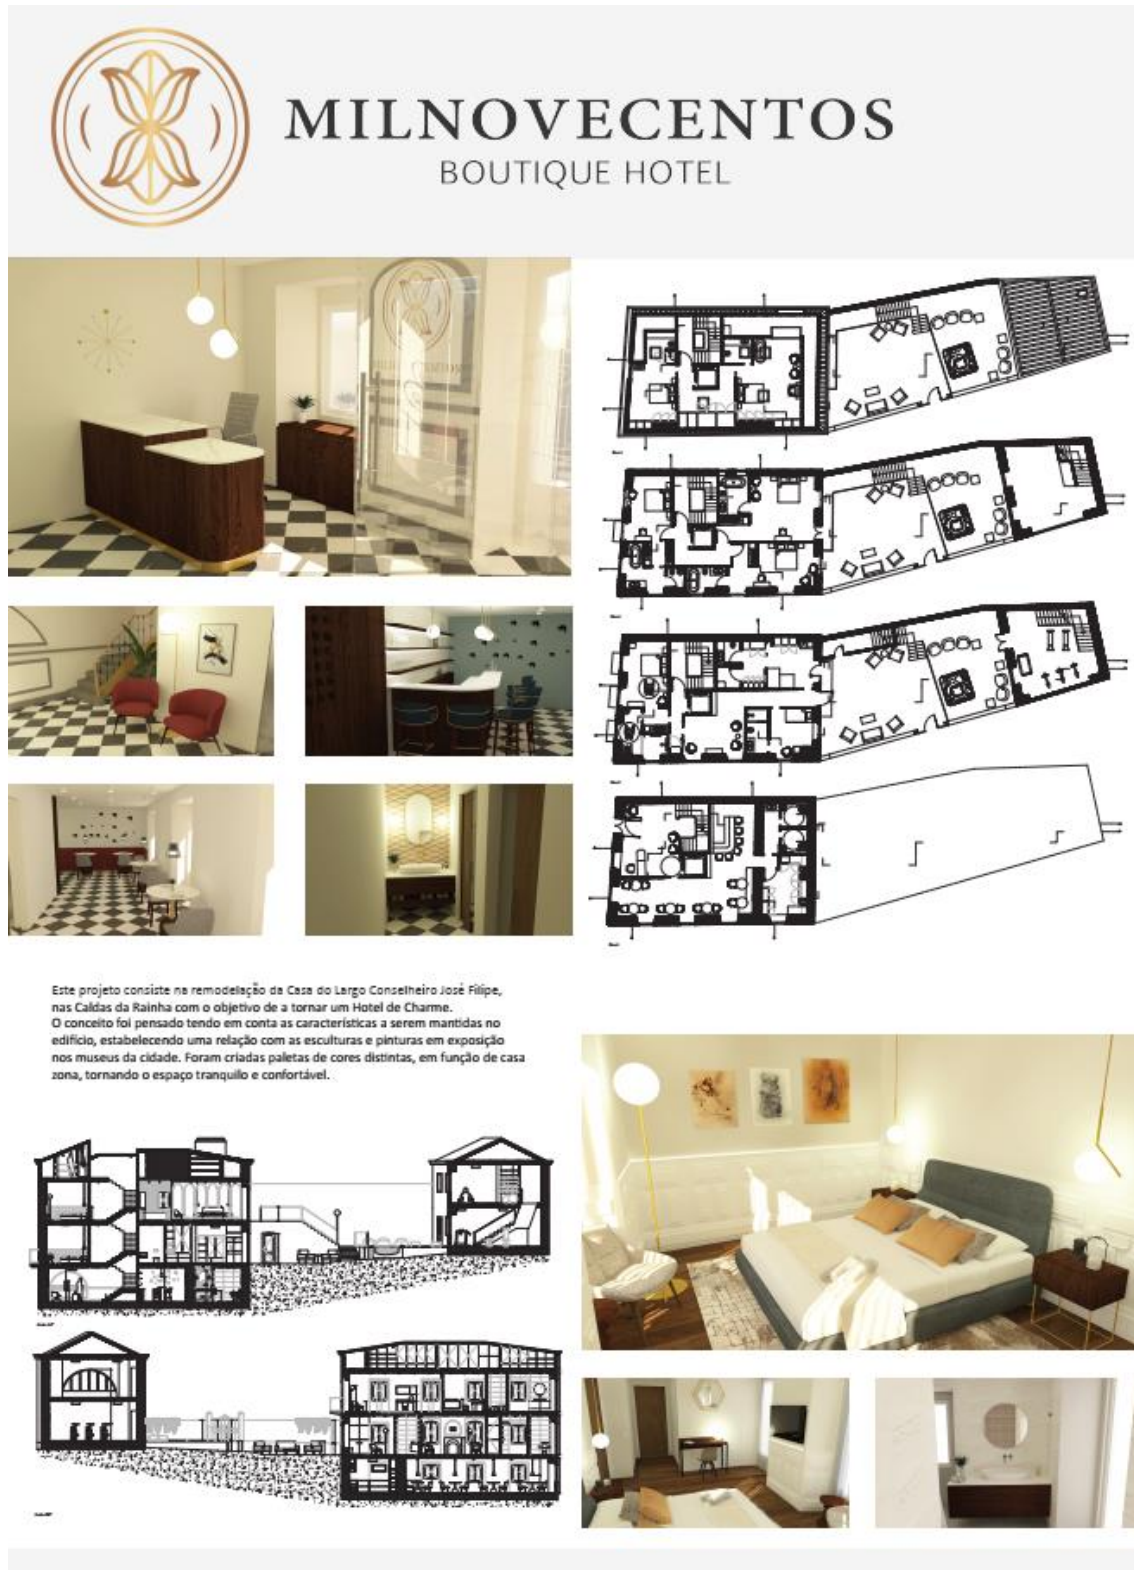 MILNOVECENTOS
BOUTIQUE HOTEL
Este projeto consiste na remodelação da Casa do Largo Conselheiro José Filipe,
nas Caldas da Rainha com o objetivo de a tornar um Hotel de Charme.
O conceito foi pensado tendo em conta as características a serem mantidas no
edifício, estabelecendo uma relação com as esculturas e pinturas em exposição
nos museus da cidade. Foram criadas paletas de cores distintas, em função de casa
zona, tornando o espaço tranquilo e confortável.